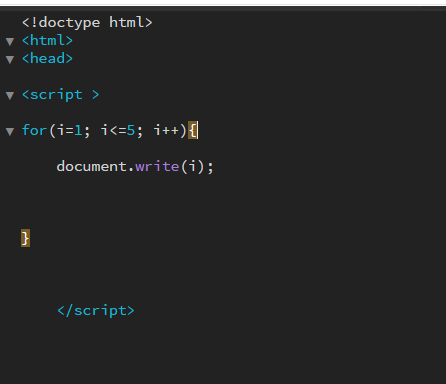 <!doctype html>
<html>
<head>
<script >
for(i=1; i<=5; i++){
document.write(i);
}
</script>